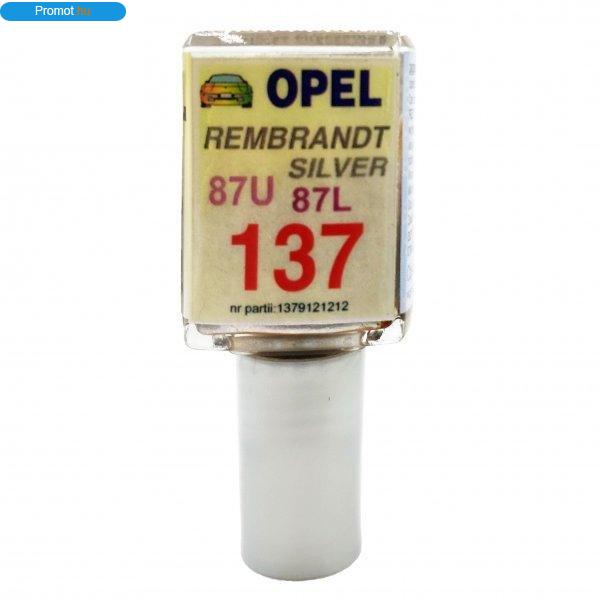 Promot.hu
OPEL
REMBRANDT
SILVER
87U 87L
137
nr partii:1379121212